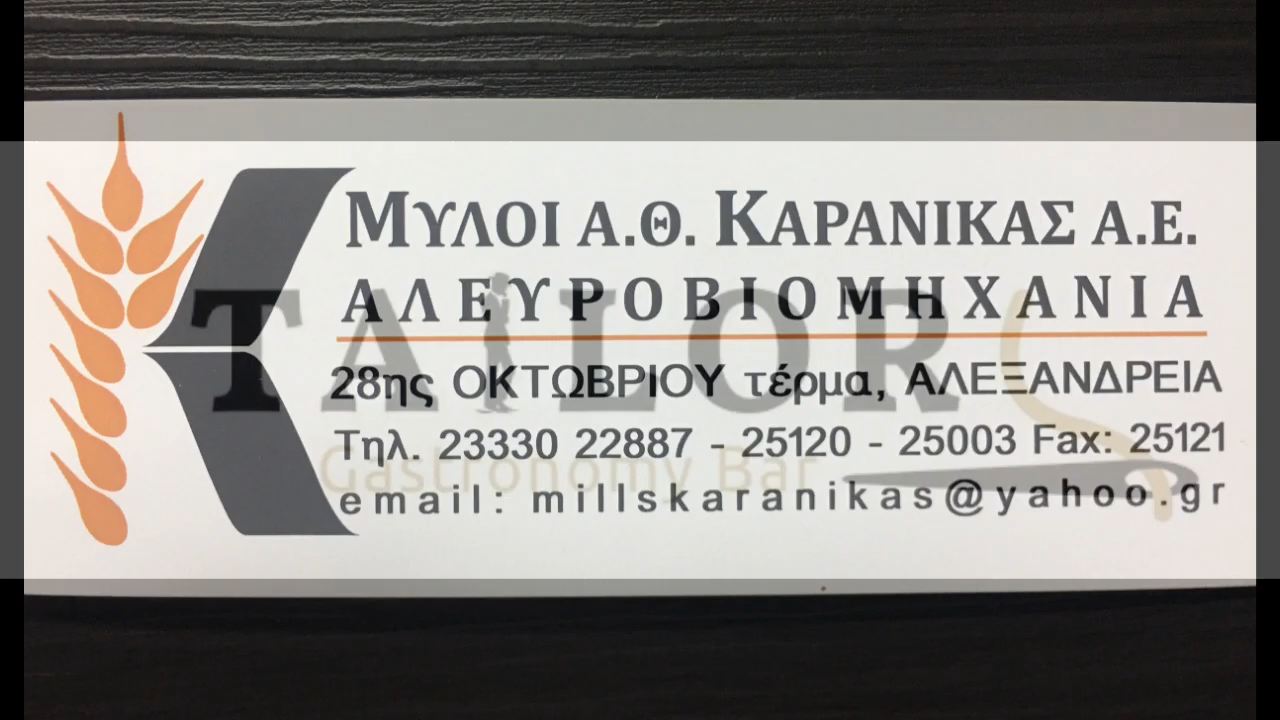 ΜΥΛΟΙ Α.Θ. ΚΑΡΑΝΙΚΑΣ Α.Ε.
ΑΛΕΥΡΟΒΙΟΜΗΧΑΝΙΑ
TAILOR
28ης ΟΚΤΩΒΡΙΟΥ τέρμα, ΑΛΕΞΑΝΔΡΕΙΑ
Τηλ. 23330 22887 - 25120 - 25003 Fax: 25121
Gastronomy Bar
email: millskaranikas@yahoo.gr